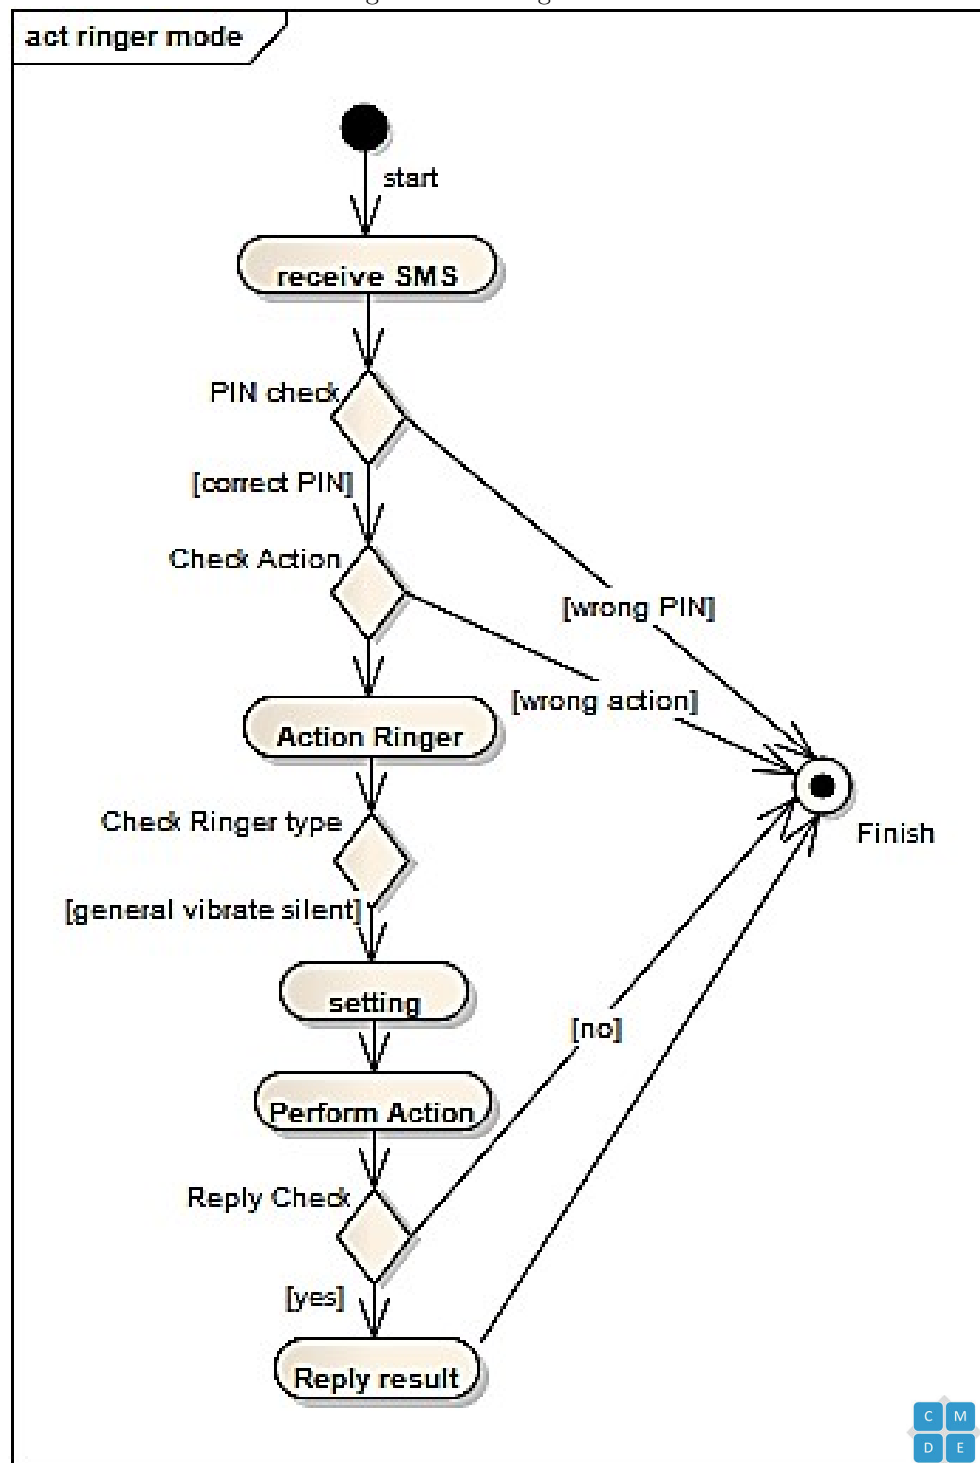 act ringer mode
start
receive SMS
PIN check
[correct PIN]
Check Action
[wrong PIN]
[wrong action]
Action Ringer
Check Ringer type
Finish
[general vibrate silent]
setting
[no]
Perform Action
Reply Check
[yes]
Reply result
C M
D E